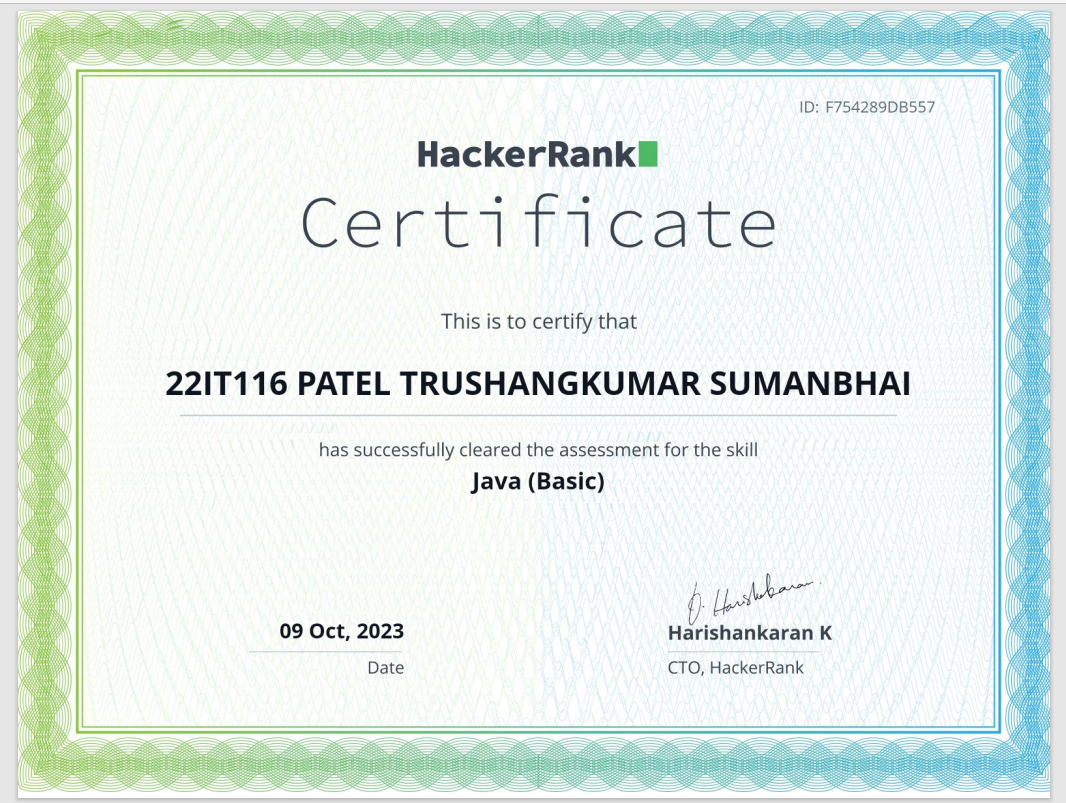 ID: F754289DB557
HackerRank
Certificate
This is to certify that
22IT116 PATEL TRUSHANGKUMAR SUMANBHAI
has successfully cleared the assessment for the skill
Java (Basic)
09 Oct, 2023
Date
Harishankaran K
CTO, HackerRank